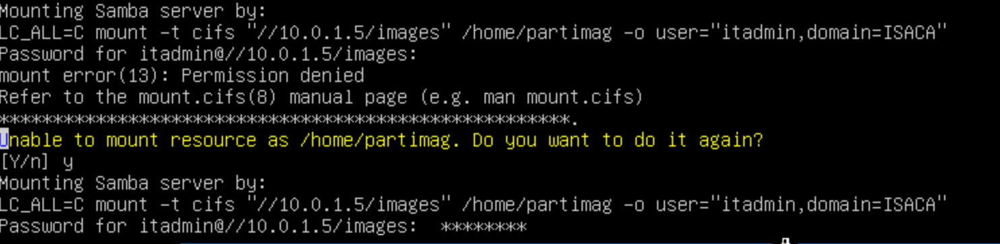 Mounting Samba server by:
LC_ALL=C mount -t cifs "//10.0.1.5/images" /home/partimag -o user="itadmin,domain=ISACA"
Password for itadmin@//10.0.1.5/images:
mount error(13): Permission denied
Refer to the mount.cifs(8) manual page (e.g. man mount.cifs)
*****************************************************.
Unable to mount resource as /home/partimag. Do you want to do it again?
[Y/n] y
Mounting Samba server by:
LC_ALL=C mount -t cifs "//10.0.1.5/images" /home/partimag -o user="itadmin,domain=ISACA"
Password for itadmin@//10.0.1.5/images:  ********